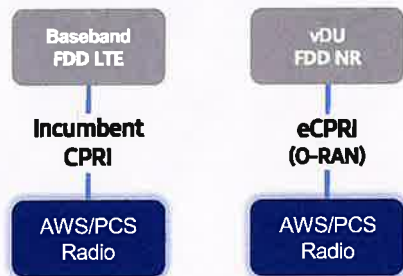 Baseband
FDD LTE
Incumbent
CPRI
AWS/PCS
Radio
vDU
FDD NR
eCPRI
(O-RAN)
AWS/PCS
Radio